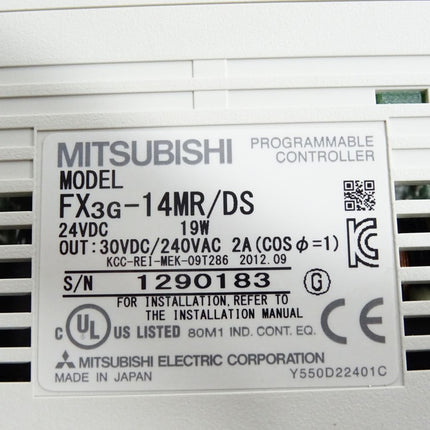 MITSUBISHI PROGRAMMABLE CONTROLLER
MODEL
FX3G-14MR/DS
24VDC 19W
OUT: 30VDC/240VAC 2A (COS φ=1)
KCC-REI-MEK-09T286 2012.09
S/N 1290183 G
FOR INSTALLATION, REFER TO
THE INSTALLATION MANUAL
C UL US LISTED 80M1 IND. CONT. EQ. CE
MITSUBISHI ELECTRIC CORPORATION
MADE IN JAPAN Y550D22401C